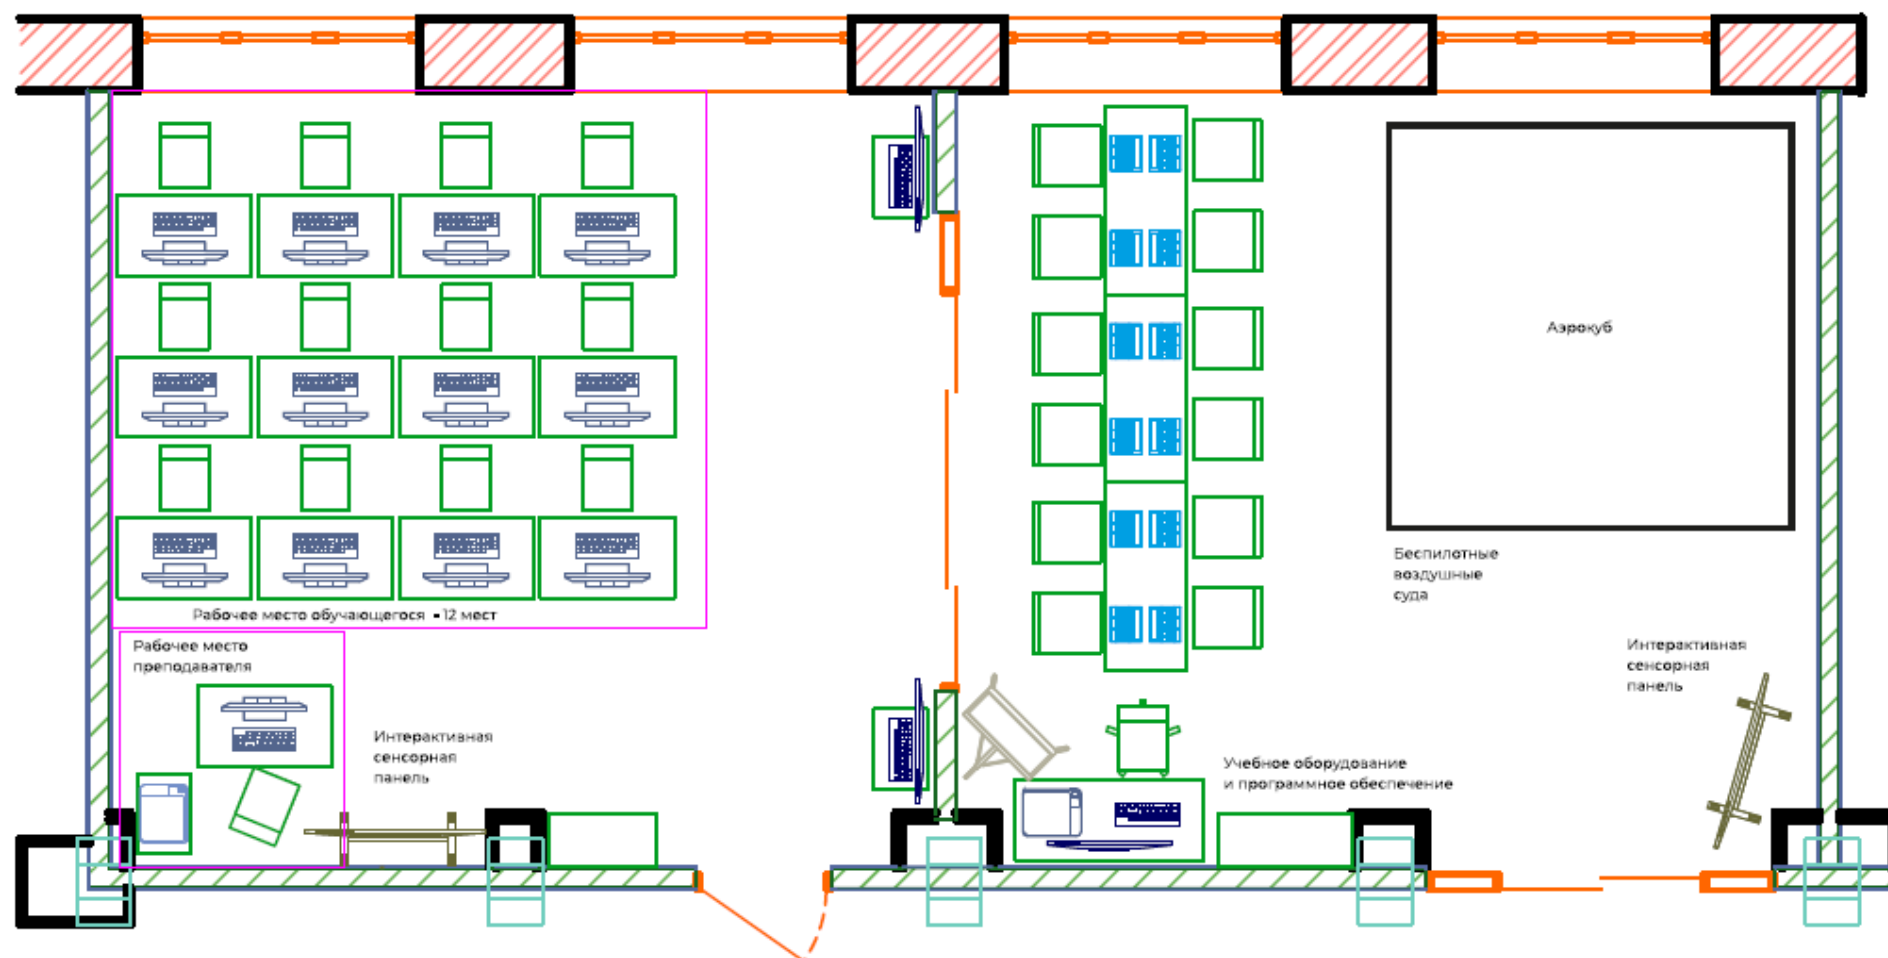 Аэрокуб
Беспилотные
воздушные
суда
Рабочее место обучающегося - 12 мест
Рабочее место
преподавателя
Интерактивная
сенсорная
панель
Интерактивная
сенсорная
панель
Учебное оборудование
и программное обеспечение